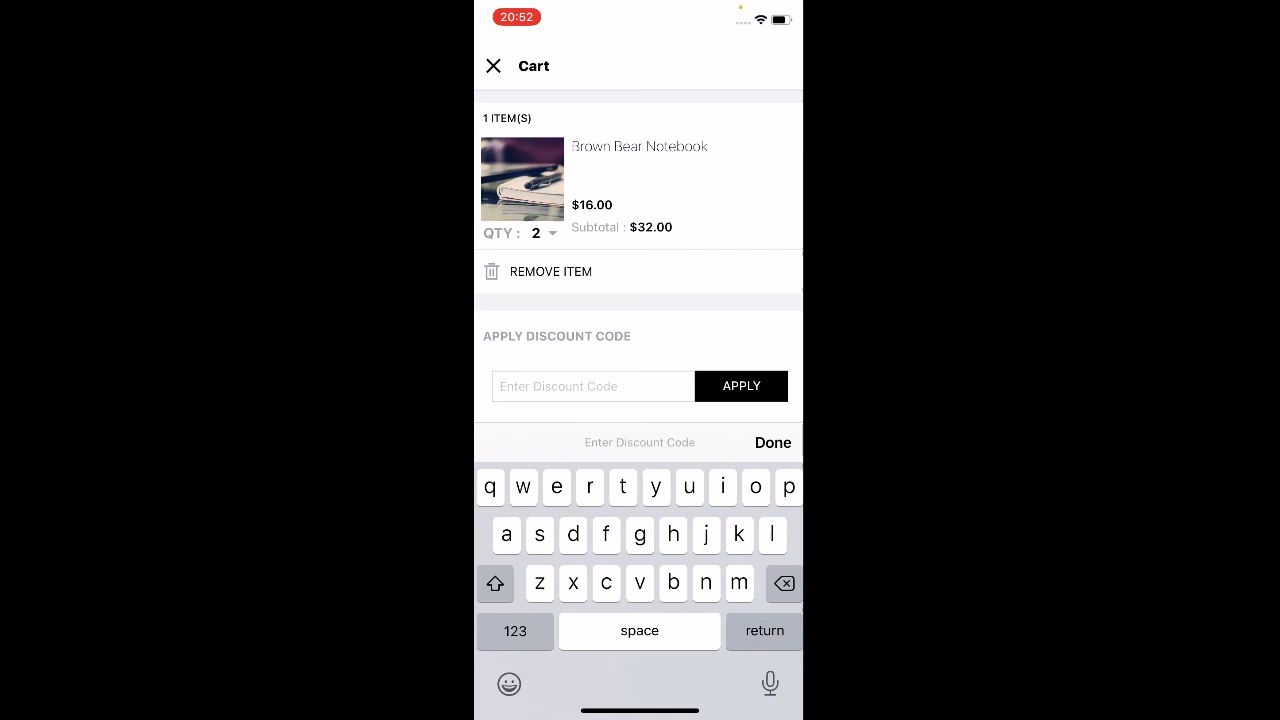 20:52
Cart
1 ITEM(S)
Brown Bear Notebook
$16.00
Subtotal : $32.00
QTY : 2
REMOVE ITEM
APPLY DISCOUNT CODE
Enter Discount Code APPLY
Enter Discount Code Done
q w e r t y u i o p
a s d f g h j k l
z x c v b n m
123 space return